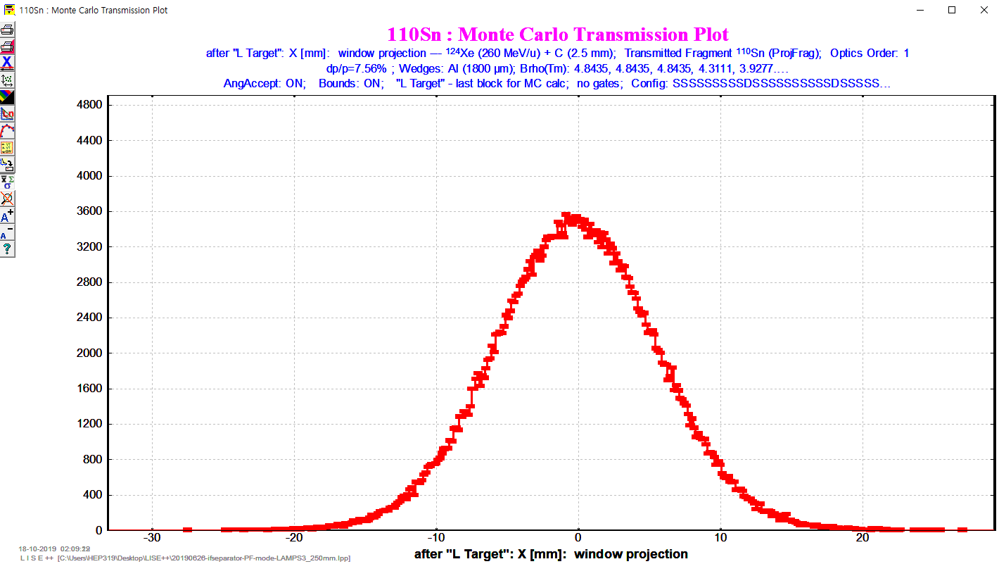 110Sn : Monte Carlo Transmission Plot
110Sn : Monte Carlo Transmission Plot
after "L Target": X [mm]: window projection --- ¹²⁴Xe (260 MeV/u) + C (2.5 mm); Transmitted Fragment ¹¹⁰Sn (ProjFrag); Optics Order: 1
dp/p=7.56% ; Wedges: Al (1800 µm); Brho(Tm): 4.8435, 4.8435, 4.8435, 4.3111, 3.9277....
AngAccept: ON; Bounds: ON; "L Target" - last block for MC calc; no gates; Config: SSSSSSSSSDSSSSSSSSSSDSSSSS...
4800
4400
4000
3600
3200
2800
2400
2000
1600
1200
800
400
0
-30
-20
-10
0
10
20
after "L Target": X [mm]: window projection
18-10-2019
L I S E ++ [C:\Users\HEP319\Desktop\LISE++\20190626-ifseparator-PF-mode-LAMPS3_250mm.lpp]